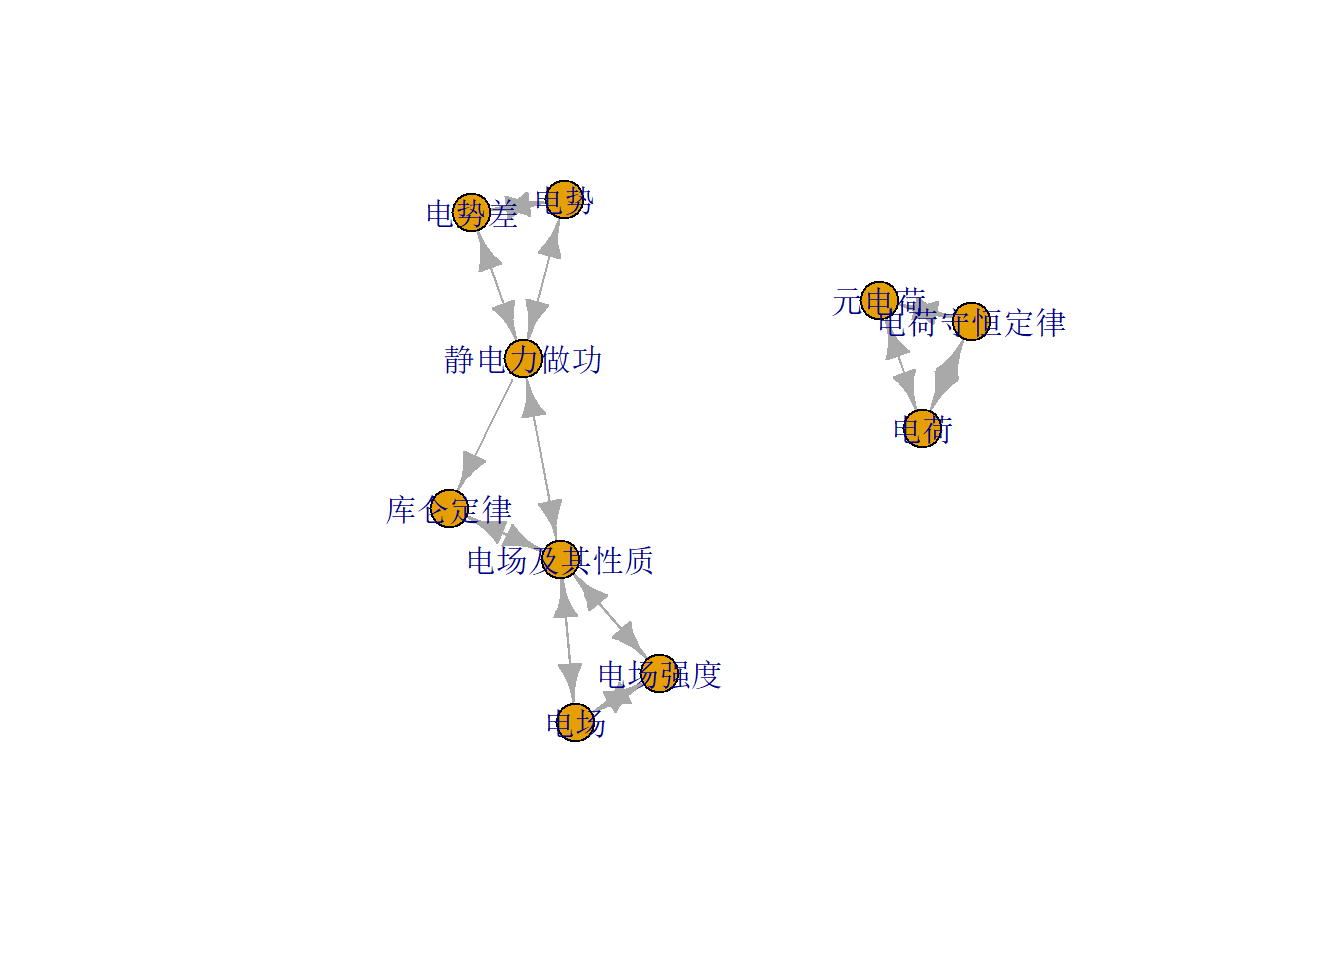 电势
电势差
元电荷
电荷守恒定律
静电力做功
电荷
库仑定律
电场及其性质
电场强度
电场